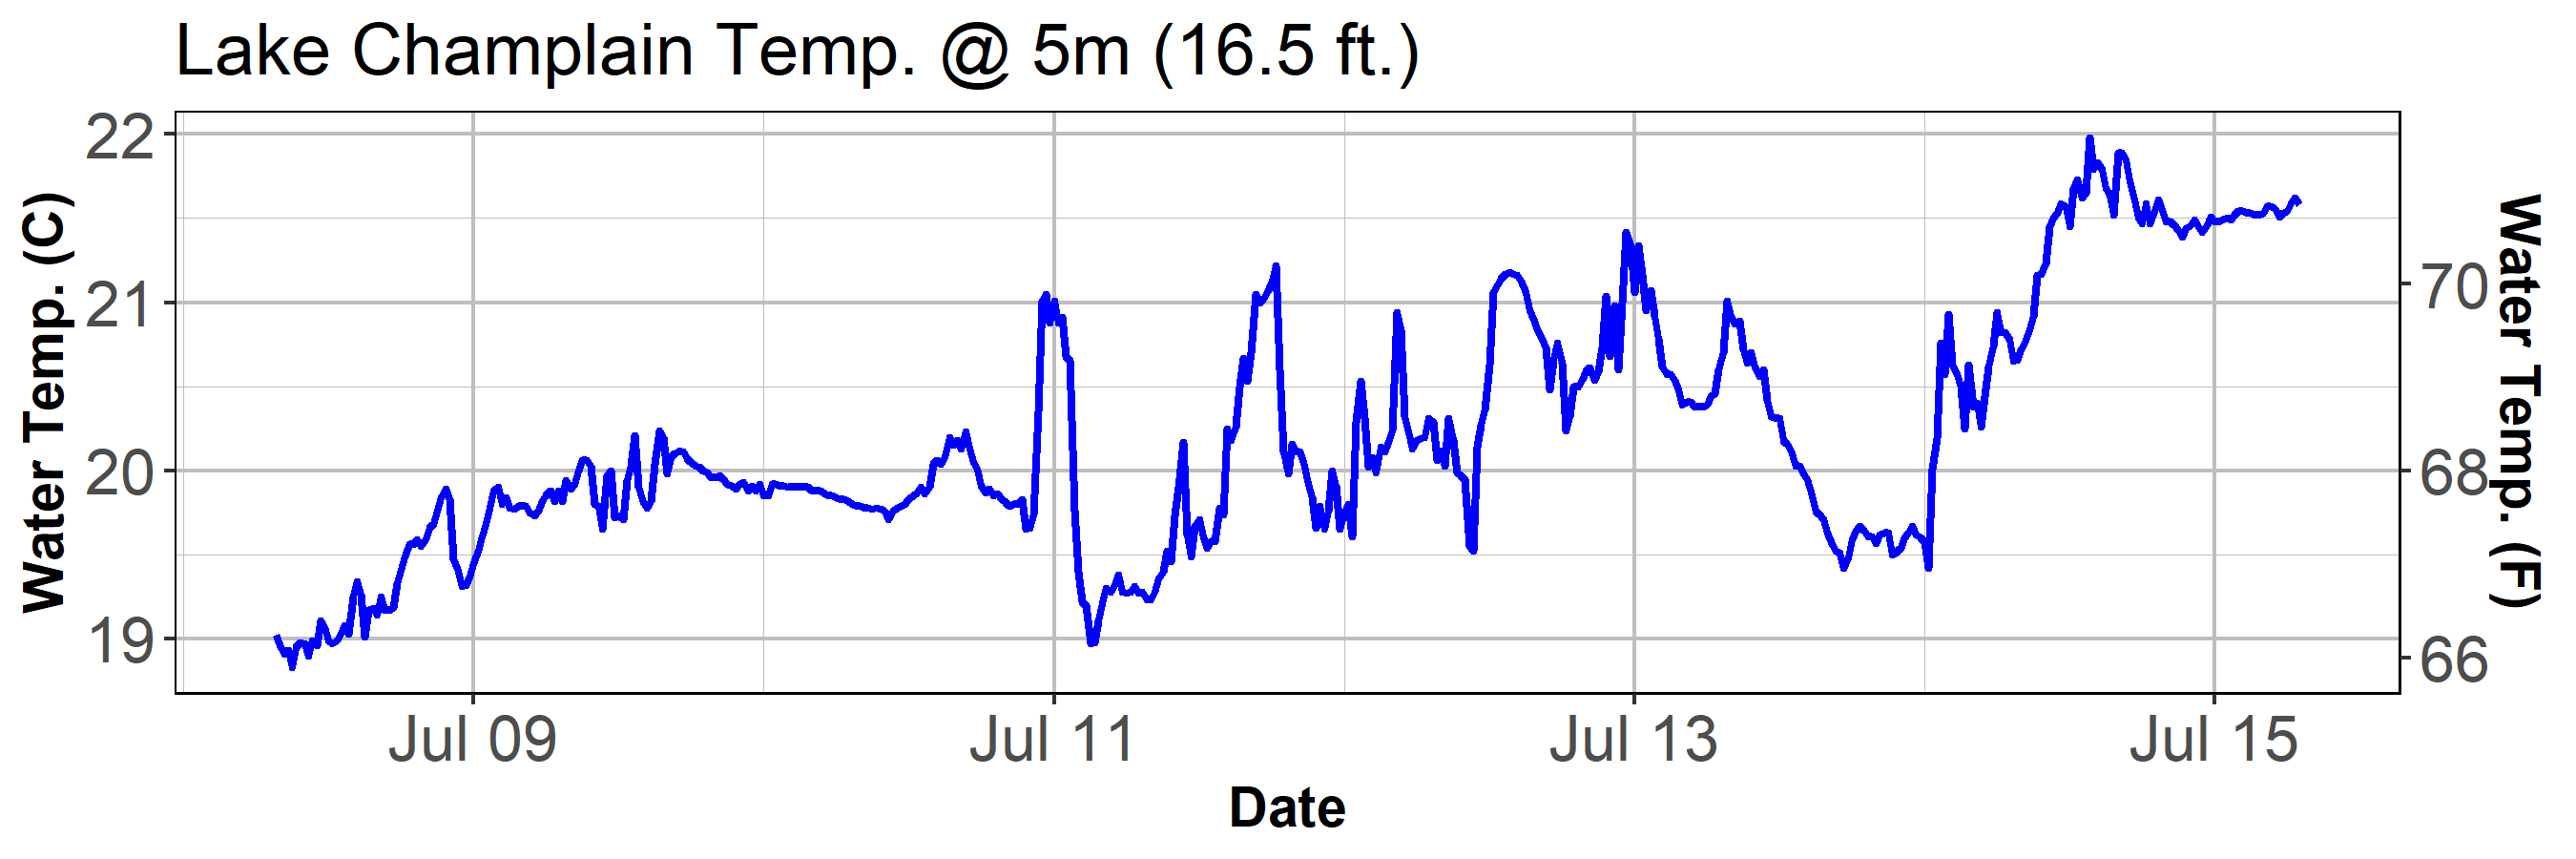 Lake Champlain Temp. @ 5m (16.5 ft.)
Water Temp. (C)
22
21
20
19
70
68
66
Water Temp. (F)
Jul 09
Jul 11
Jul 13
Jul 15
Date